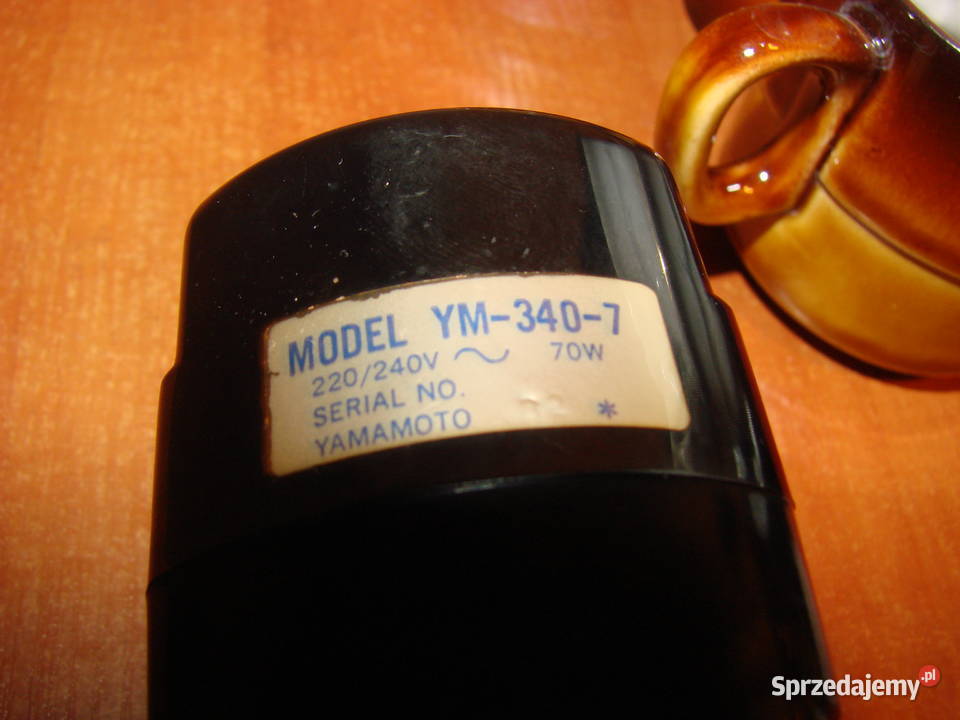 MODEL YM-340-7
220/240V ~ 70W
SERIAL NO.
YAMAMOTO *
Sprzedajemy.pl